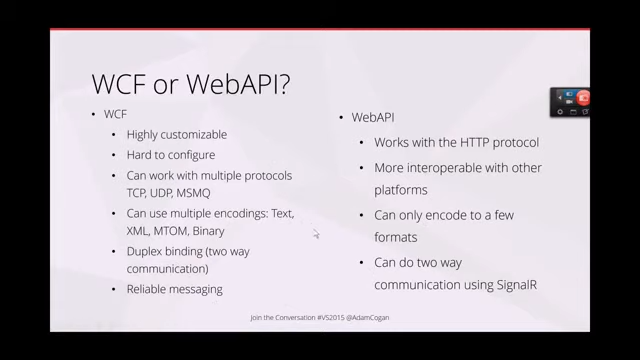 WCF or WebAPI?
• WCF
• Highly customizable
• Hard to configure
• Can work with multiple protocols
TCP, UDP, MSMQ
• Can use multiple encodings: Text,
XML, MTOM, Binary
• Duplex binding (two way
communication)
• Reliable messaging
• WebAPI
• Works with the HTTP protocol
• More interoperable with other
platforms
• Can only encode to a few
formats
• Can do two way
communication using SignalR
Join the Conversation #VS2015 @AdamCogan